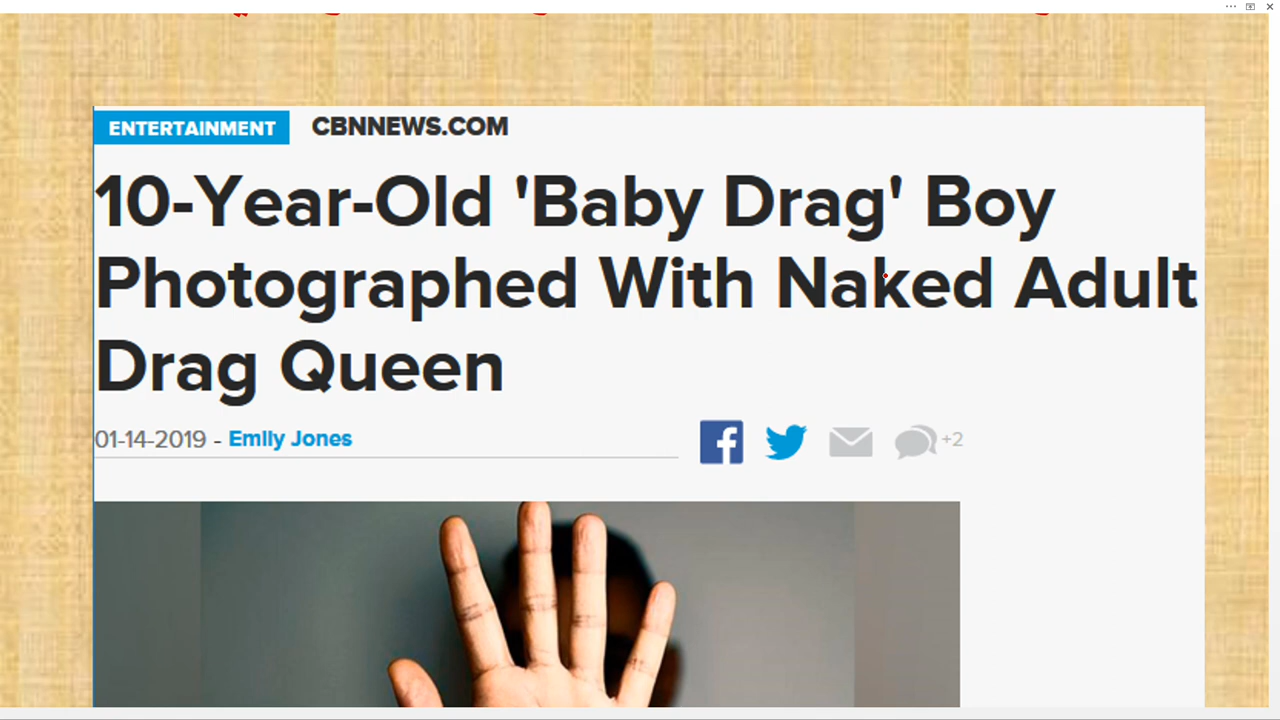 ENTERTAINMENT CBNNEWS.COM
10-Year-Old 'Baby Drag' Boy
Photographed With Naked Adult
Drag Queen
01-14-2019 - Emily Jones
+2